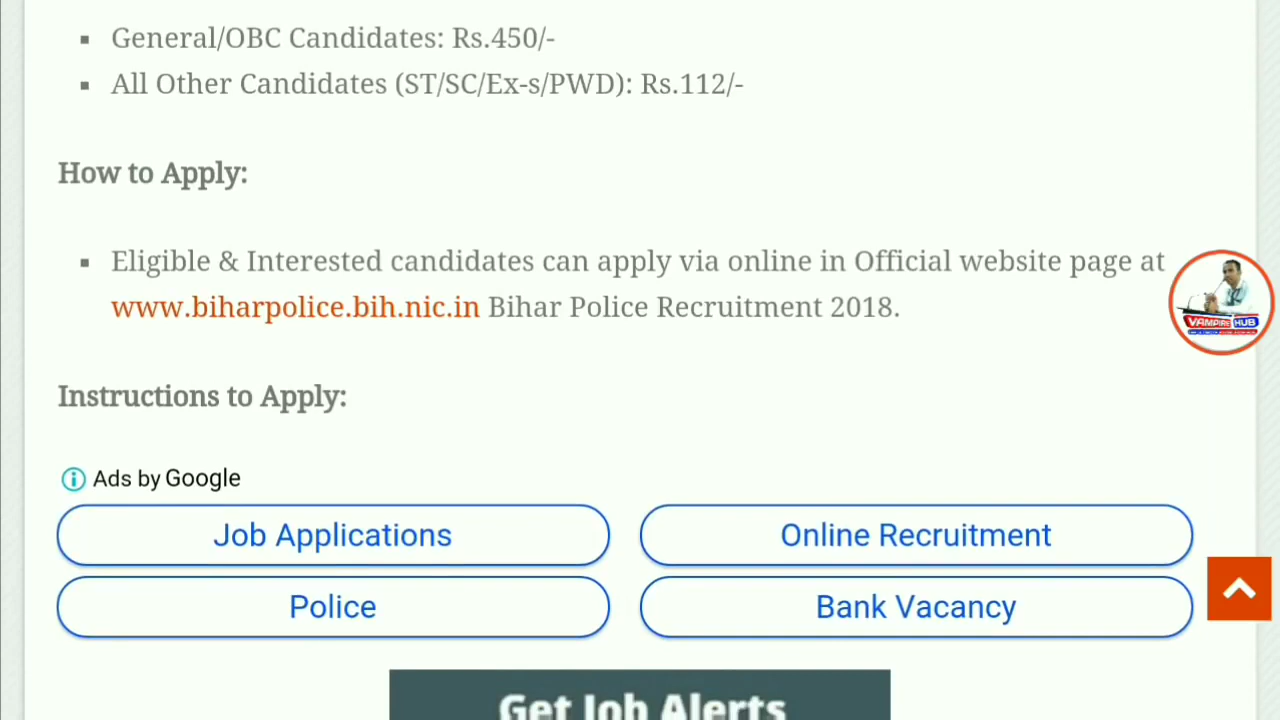 General/OBC Candidates: Rs.450/-
All Other Candidates (ST/SC/Ex-s/PWD): Rs.112/-
How to Apply:
Eligible & Interested candidates can apply via online in Official website page at
www.biharpolice.bih.nic.in Bihar Police Recruitment 2018.
VAMPIRE HUB
Instructions to Apply:
Ads by Google
Job Applications
Online Recruitment
Police
Bank Vacancy
Get Job Alerts